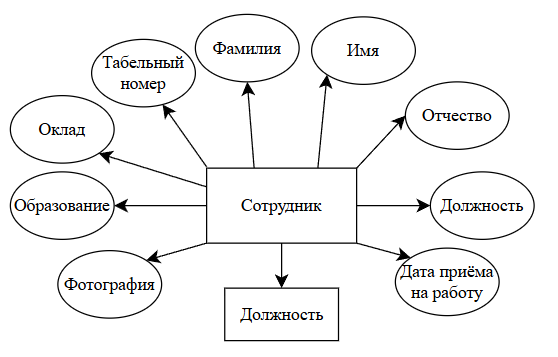 Фамилия
Имя
Табельный
номер
Отчество
Оклад
Образование
Сотрудник
Должность
Фотография
Дата приёма
на работу
Должность